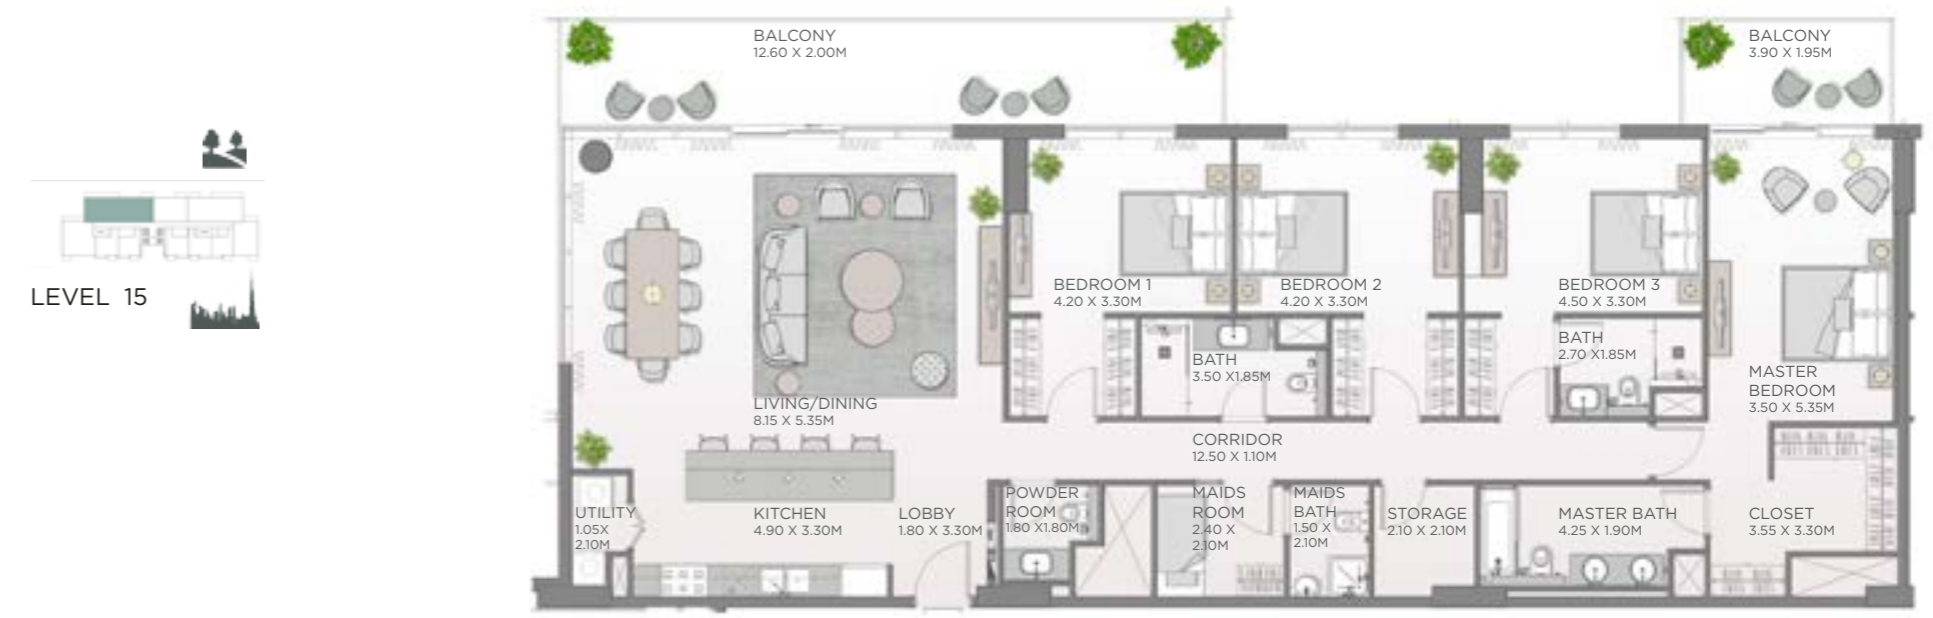 BALCONY
12.60 X 2.00M
BALCONY
3.90 X 1.95M
LEVEL 15
BEDROOM 1
4.20 X 3.30M
BEDROOM 2
4.20 X 3.30M
BEDROOM 3
4.50 X 3.30M
BATH
3.50 X1.85M
BATH
2.70 X1.85M
MASTER
BEDROOM
3.50 X 5.35M
LIVING/DINING
8.15 X 5.35M
CORRIDOR
12.50 X 1.10M
UTILITY
1.05X
2.10M
KITCHEN
4.90 X 3.30M
LOBBY
1.80 X 3.30M
POWDER
ROOM
1.80 X1.80M
MAIDS
ROOM
2.40 X
2.10M
MAIDS
BATH
1.50 X
2.10M
STORAGE
2.10 X 2.10M
MASTER BATH
4.25 X 1.90M
CLOSET
3.55 X 3.30M